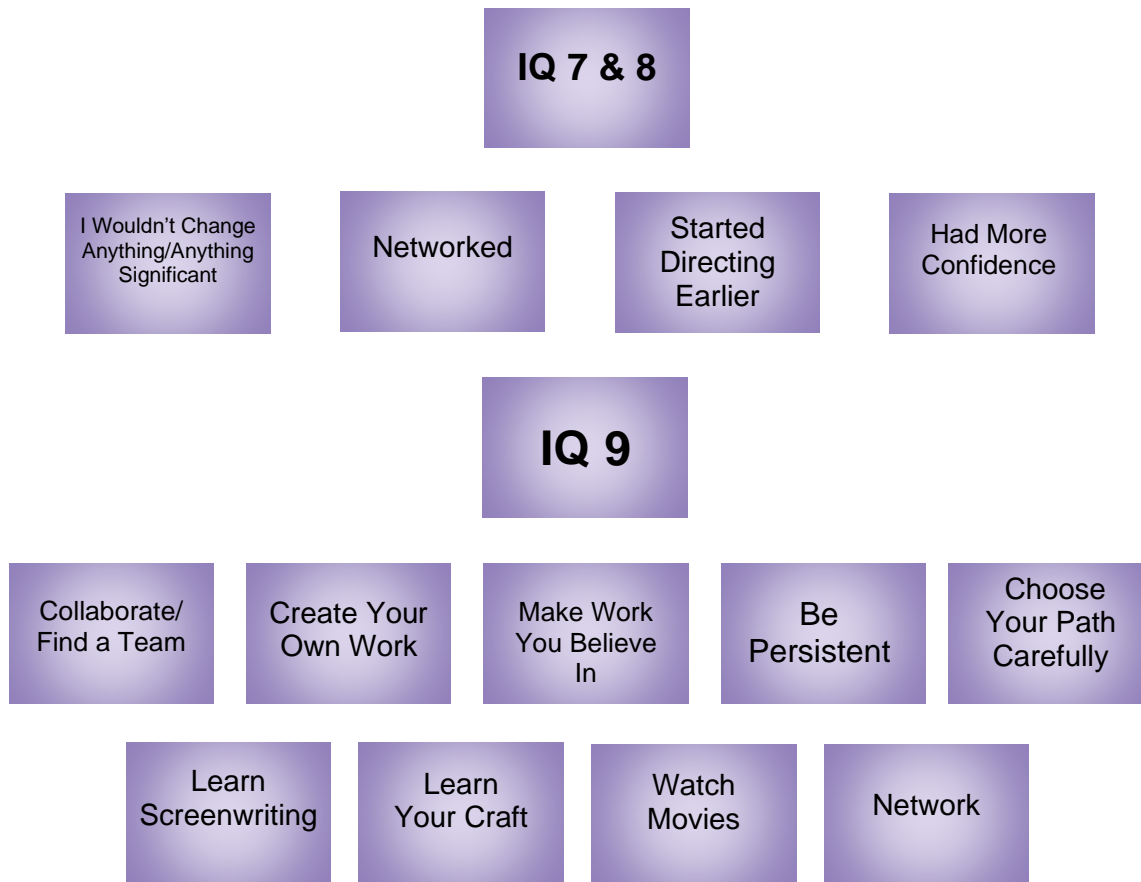 IQ 7 & 8
I Wouldn't Change
Anything/Anything
Significant
Networked
Started
Directing
Earlier
Had More
Confidence
IQ 9
Collaborate/
Find a Team
Create Your
Own Work
Make Work
You Believe
In
Be
Persistent
Choose
Your Path
Carefully
Learn
Screenwriting
Learn
Your Craft
Watch
Movies
Network